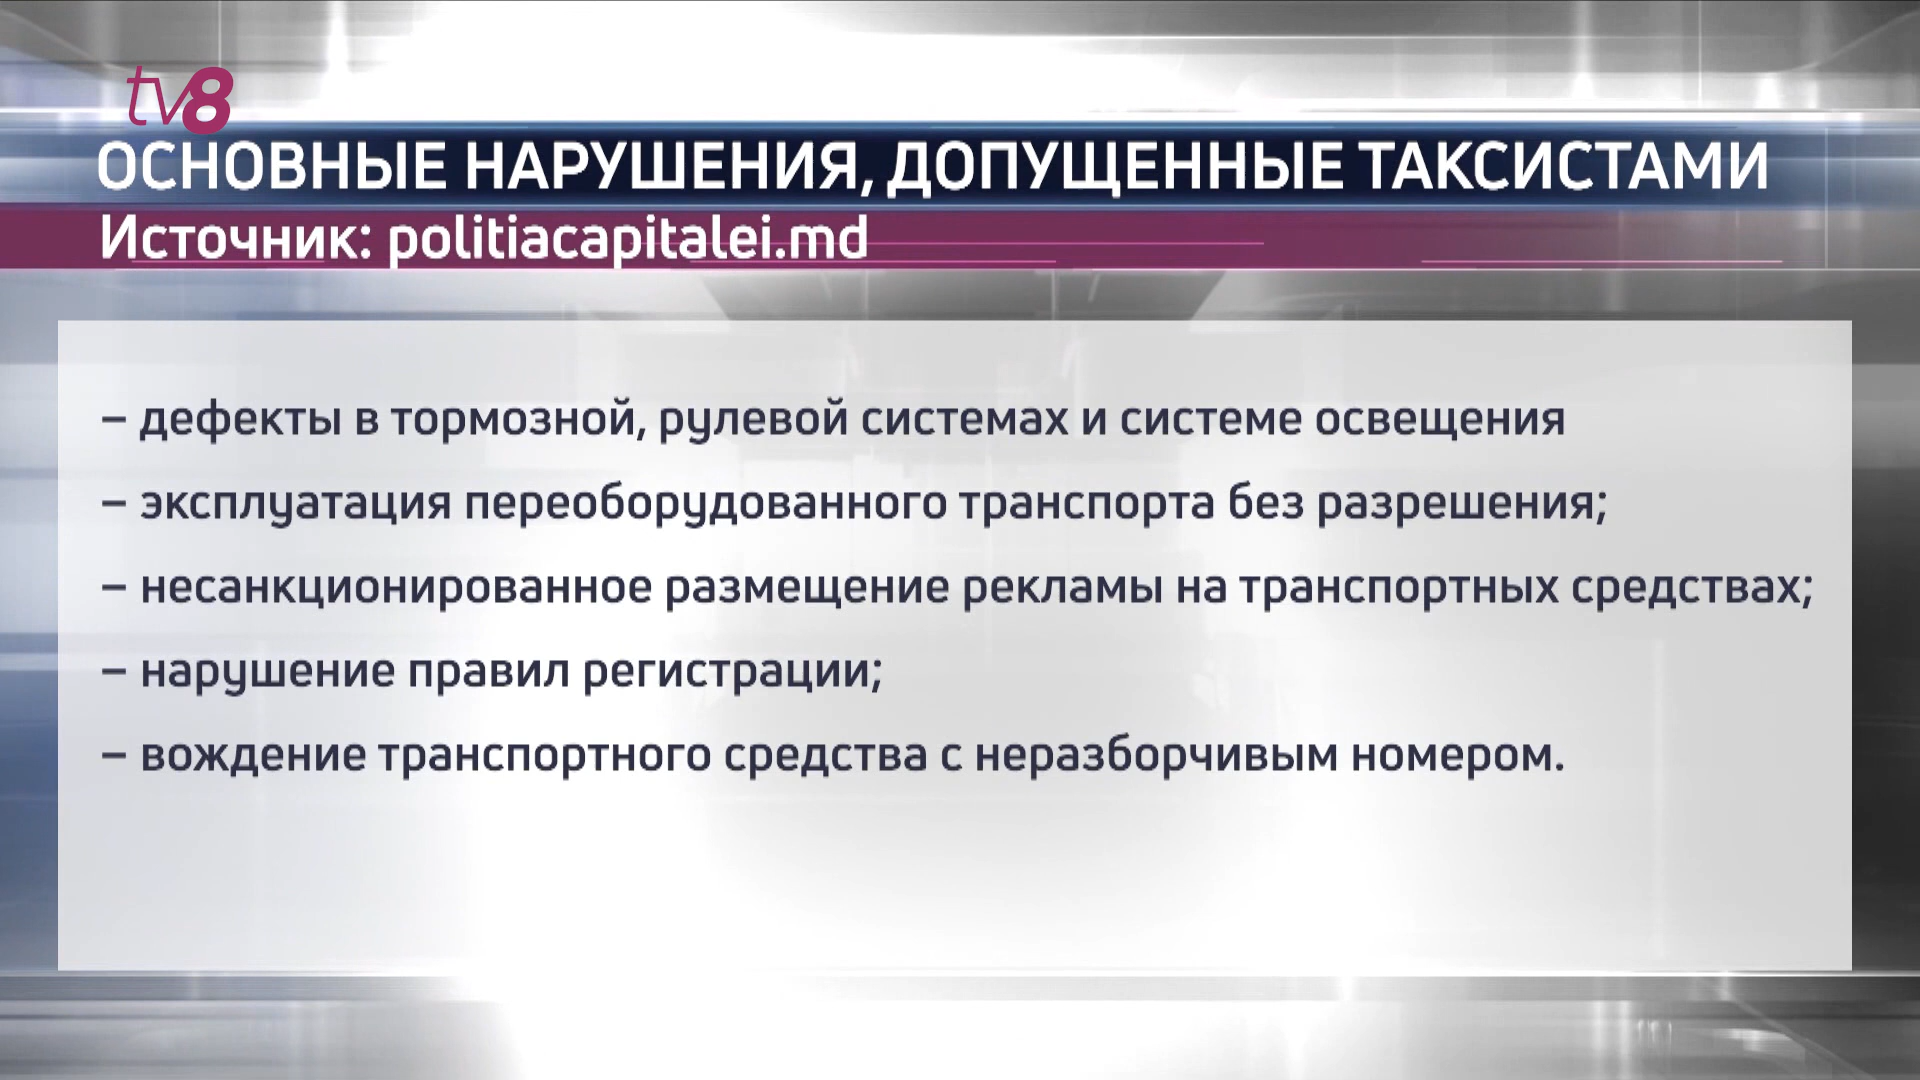 tv8
ОСНОВНЫЕ НАРУШЕНИЯ, ДОПУЩЕННЫЕ ТАКСИСТАМИ
Источник: politiacapitalei.md
– дефекты в тормозной, рулевой системах и системе освещения
– эксплуатация переоборудованного транспорта без разрешения;
– несанкционированное размещение рекламы на транспортных средствах;
– нарушение правил регистрации;
– вождение транспортного средства с неразборчивым номером.